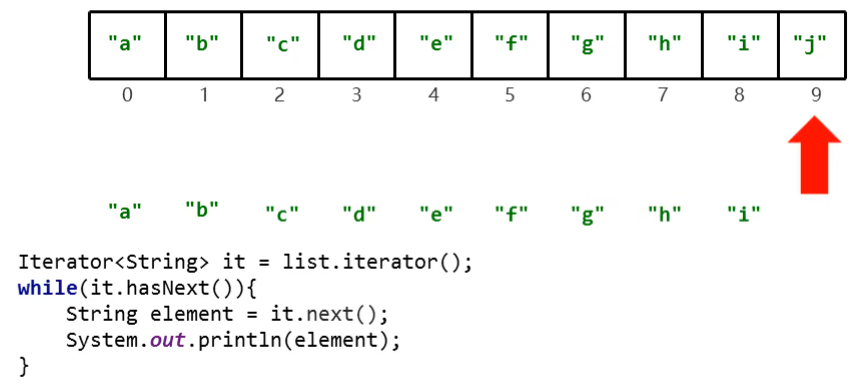 "a" "b" "c" "d" "e" "f" "g" "h" "i" "j"
0 1 2 3 4 5 6 7 8 9
"a" "b" "c" "d" "e" "f" "g" "h" "i"
Iterator<String> it = list.iterator();
while(it.hasNext()){
    String element = it.next();
    System.out.println(element);
}